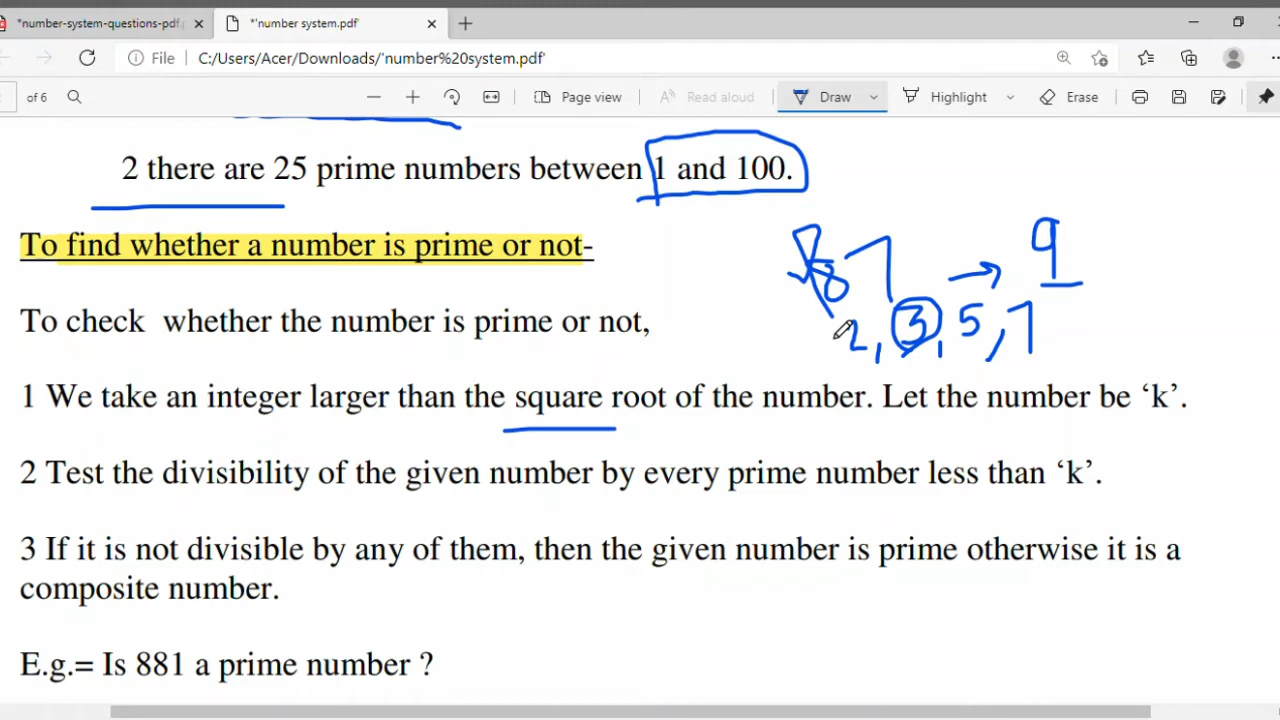 *number-system-questions-pdf.p
*'number system.pdf'
File C:/Users/Acer/Downloads/'number%20system.pdf'
of 6 Page view Read aloud Draw Highlight Erase
2 there are 25 prime numbers between 1 and 100.
To find whether a number is prime or not-
87 → 9
To check whether the number is prime or not,
2, 3, 5, 7
1 We take an integer larger than the square root of the number. Let the number be ‘k’.
2 Test the divisibility of the given number by every prime number less than ‘k’.
3 If it is not divisible by any of them, then the given number is prime otherwise it is a
composite number.
E.g.= Is 881 a prime number ?